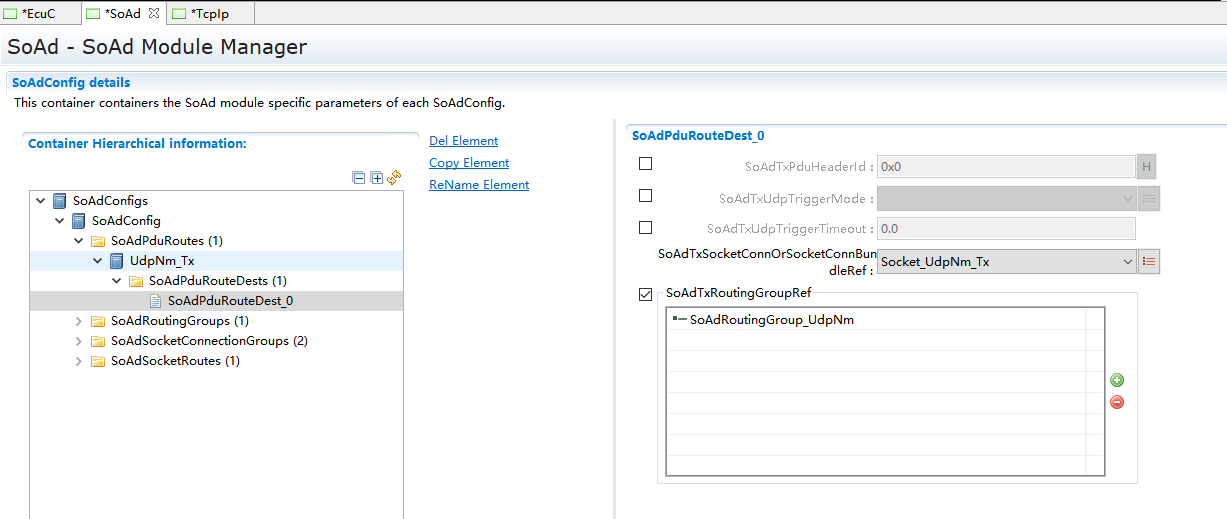 *EcuC *SoAd *TcpIp
SoAd - SoAd Module Manager
SoAdConfig details
This container containers the SoAd module specific parameters of each SoAdConfig.
Container Hierarchical information:
Del Element
Copy Element
ReName Element
SoAdConfigs
SoAdConfig
SoAdPduRoutes (1)
UdpNm_Tx
SoAdPduRouteDests (1)
SoAdPduRouteDest_0
SoAdRoutingGroups (1)
SoAdSocketConnectionGroups (2)
SoAdSocketRoutes (1)
SoAdPduRouteDest_0
SoAdTxPduHeaderId : 0x0 H
SoAdTxUdpTriggerMode :
SoAdTxUdpTriggerTimeout : 0.0
SoAdTxSocketConnOrSocketConnBun
dleRef : Socket_UdpNm_Tx
SoAdTxRoutingGroupRef
SoAdRoutingGroup_UdpNm